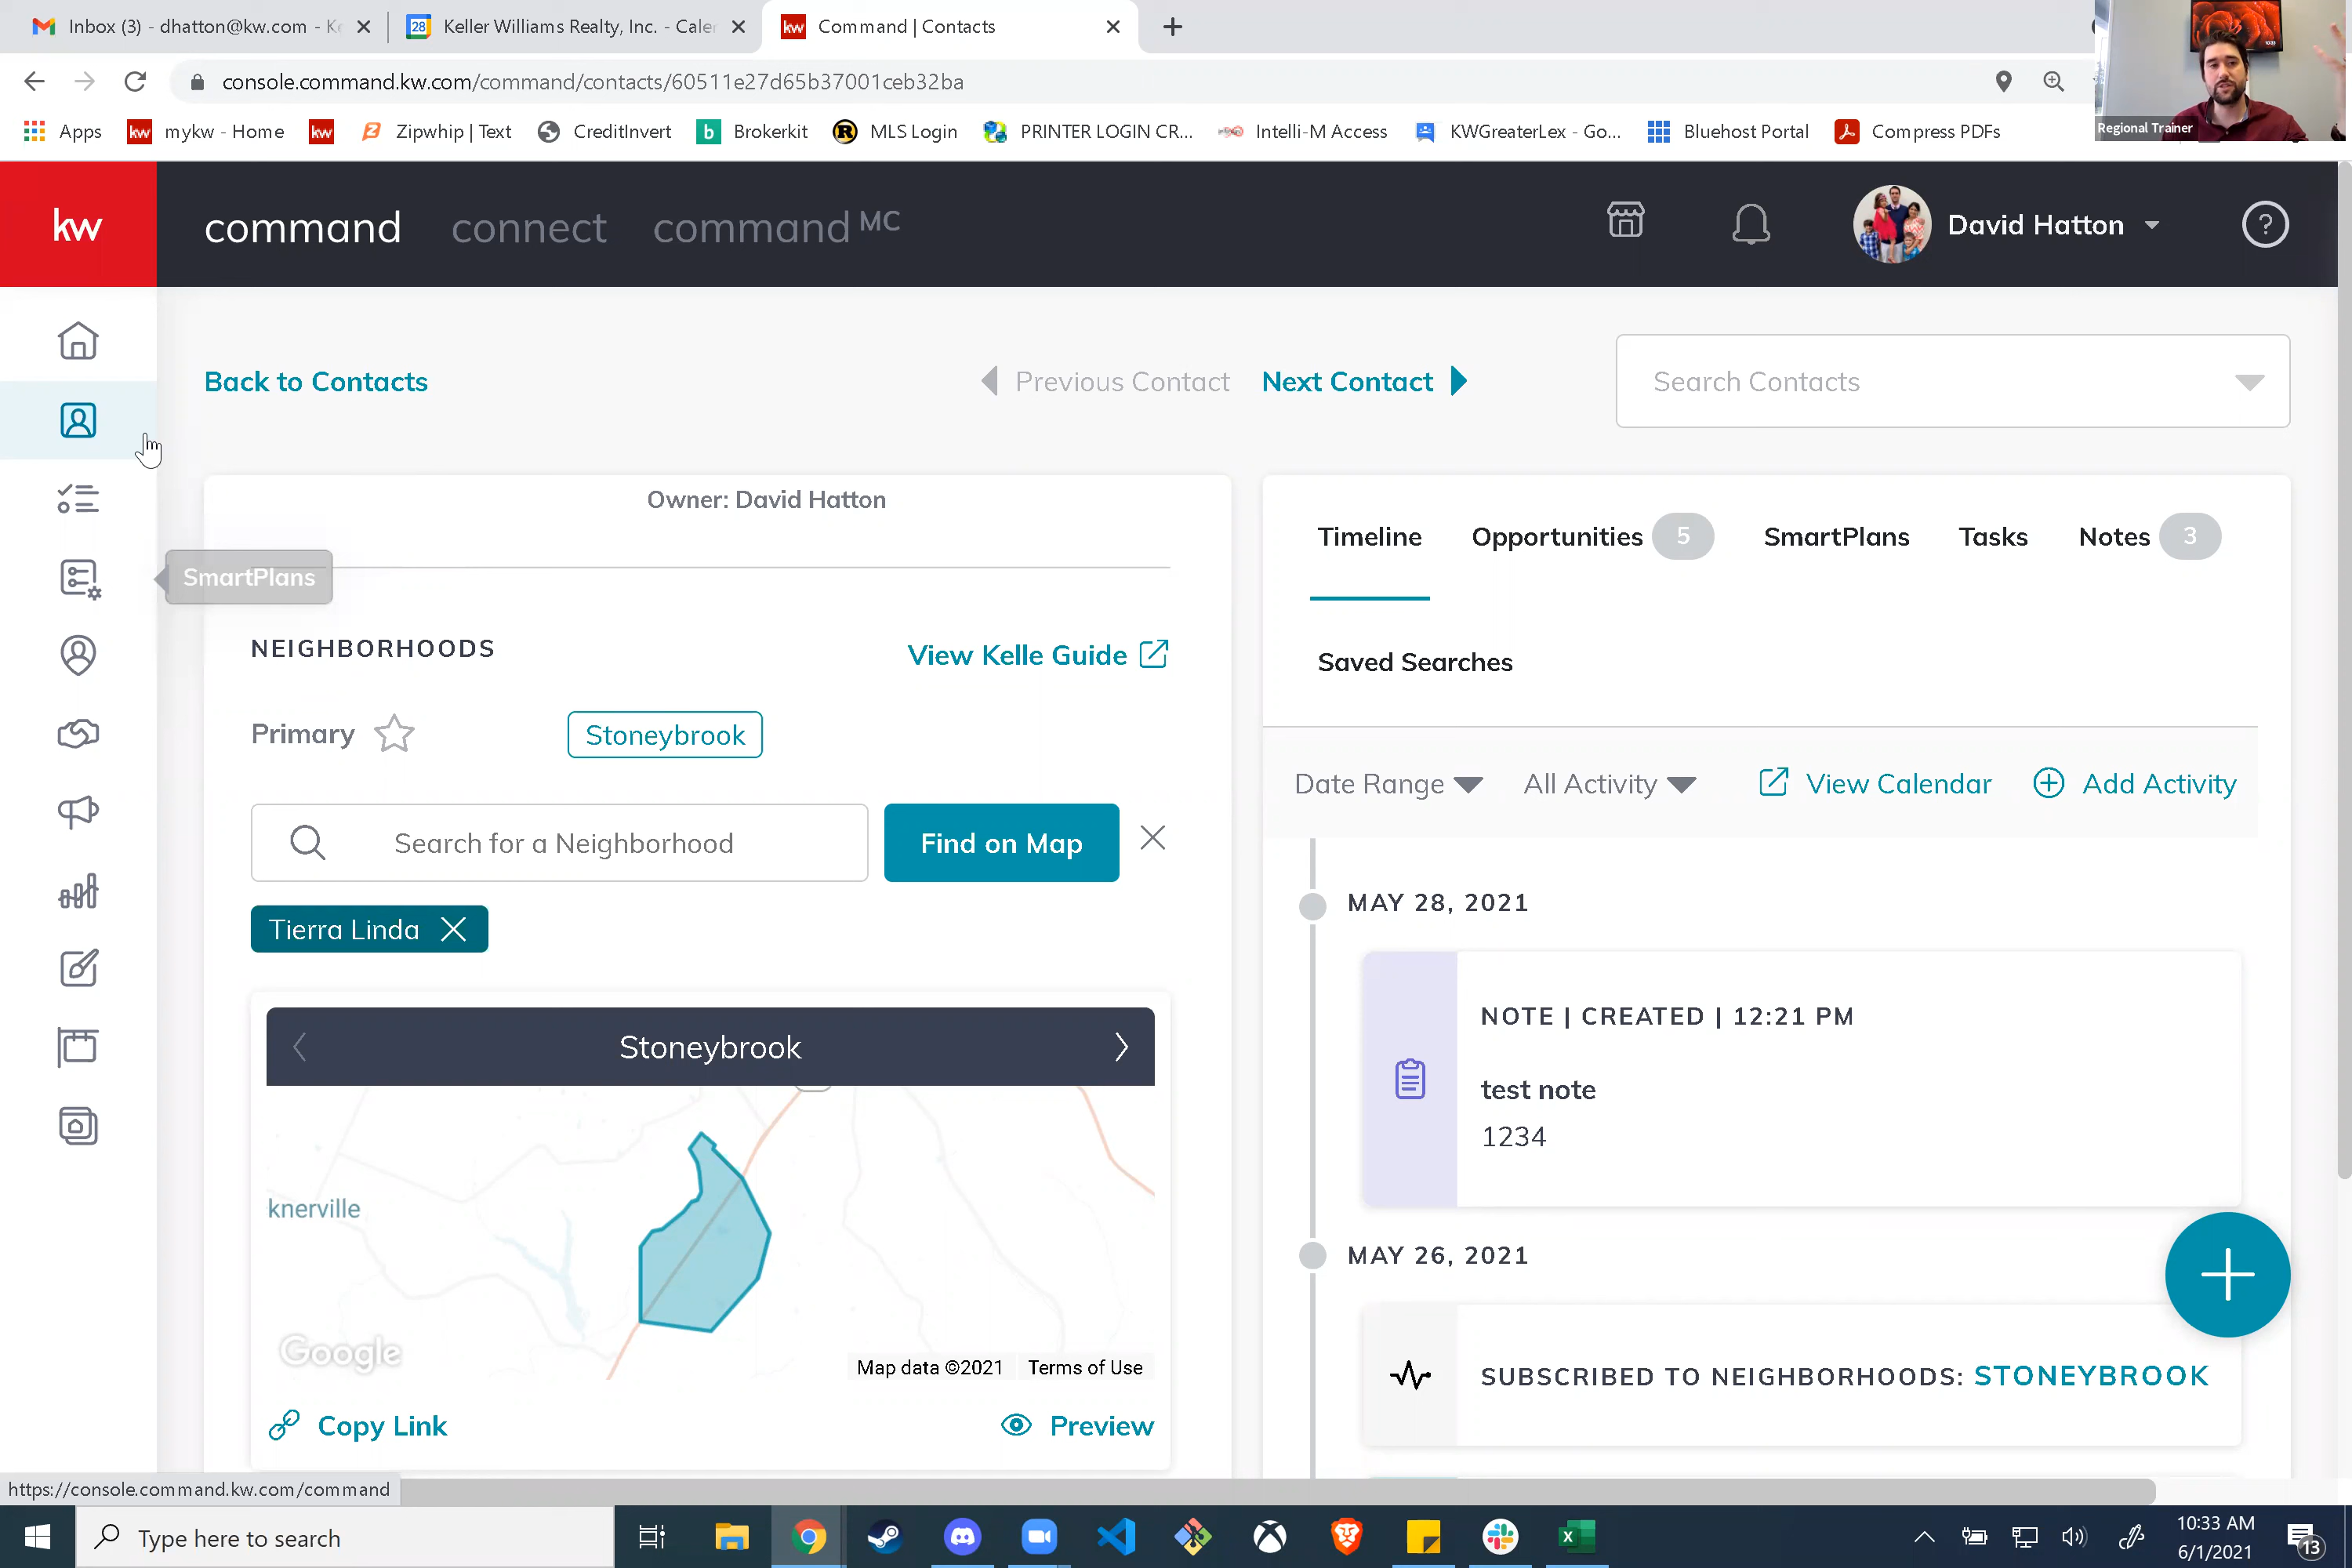 Inbox (3) - dhatton@kw.com - Ke
28 Keller Williams Realty, Inc. - Caler
kw Command | Contacts
console.command.kw.com/command/contacts/60511e27d65b37001ceb32ba
Regional Trainer
Apps
kw mykw - Home
kw
Zipwhip | Text
CreditInvert
b Brokerkit
R MLS Login
PRINTER LOGIN CR...
Intelli-M Access
KWGreaterLex - Go...
Bluehost Portal
Compress PDFs
kw
command connect command MC
David Hatton
?
Back to Contacts
Previous Contact
Next Contact
Search Contacts
Owner: David Hatton
SmartPlans
NEIGHBORHOODS
View Kelle Guide
Primary
Stoneybrook
Search for a Neighborhood
Find on Map
Tierra Linda
Stoneybrook
knerville
Google
Map data ©2021
Terms of Use
Copy Link
Preview
Timeline
Opportunities 5
SmartPlans
Tasks
Notes 3
Saved Searches
Date Range
All Activity
View Calendar
Add Activity
MAY 28, 2021
NOTE | CREATED | 12:21 PM
test note
1234
MAY 26, 2021
SUBSCRIBED TO NEIGHBORHOODS: STONEYBROOK
https://console.command.kw.com/command
Type here to search
10:33 AM
6/1/2021
13